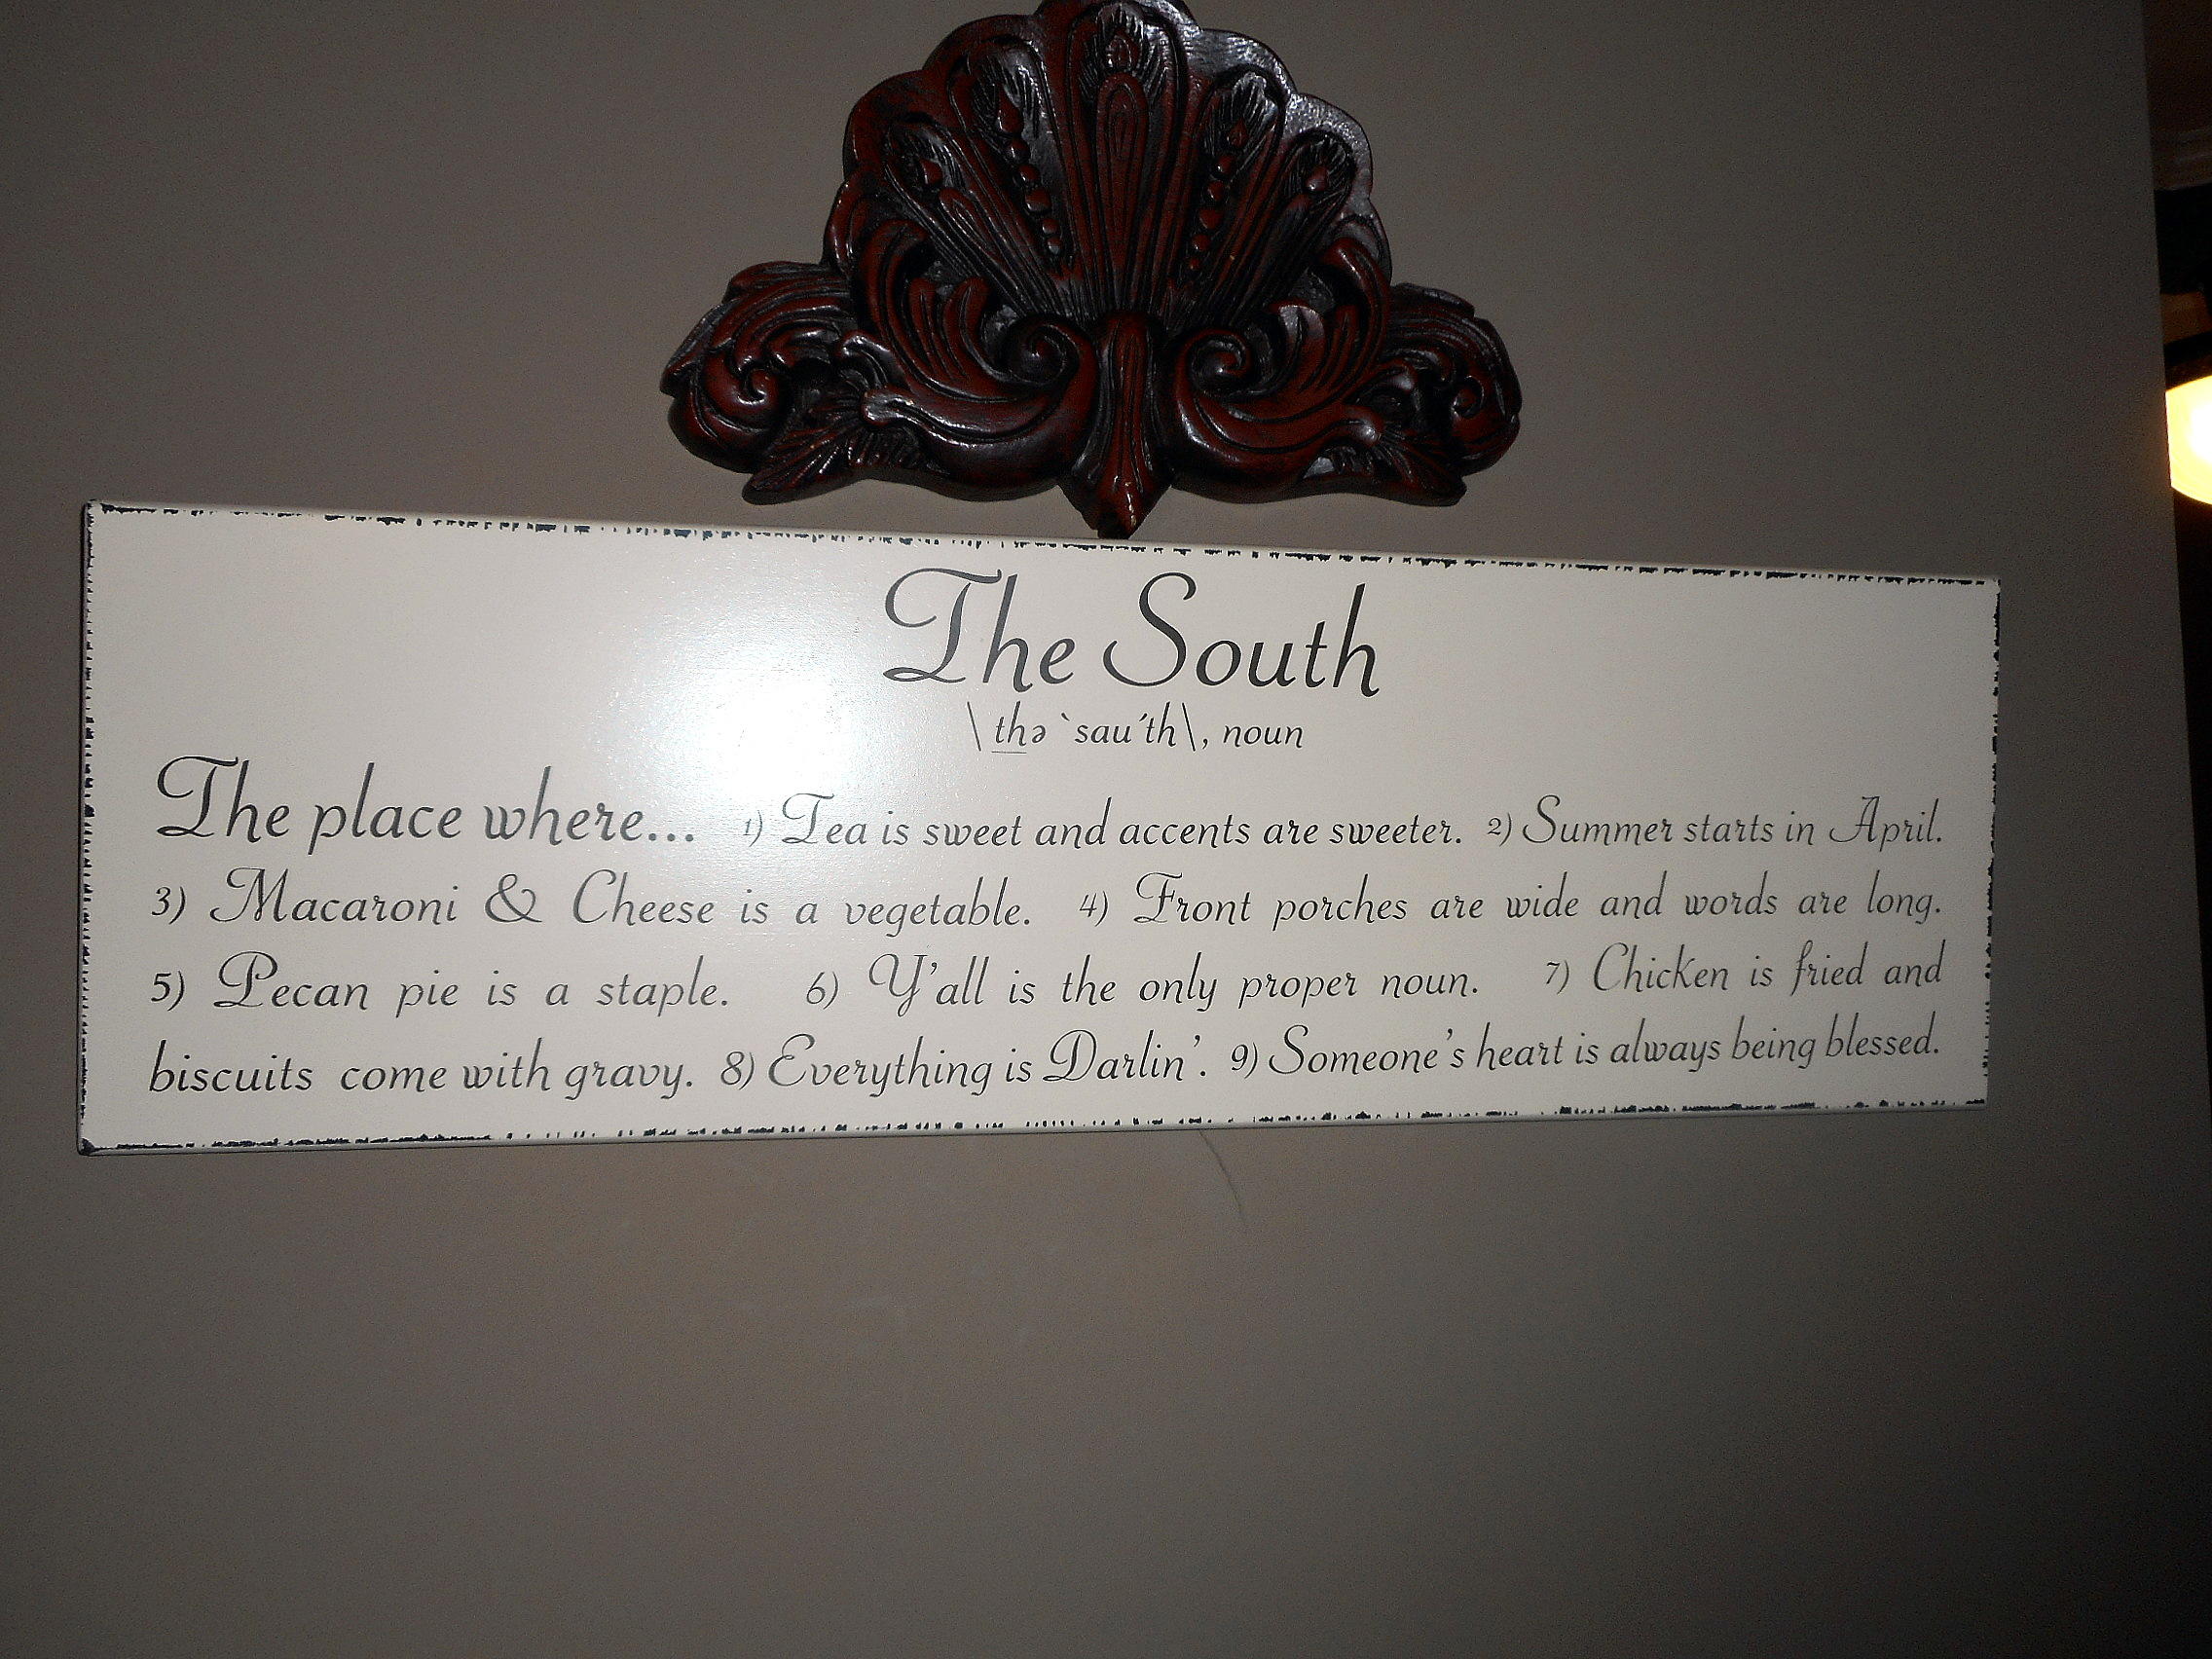 The South
\ thə `sau´th\, noun
The place where... 1) Tea is sweet and accents are sweeter. 2) Summer starts in April.
3) Macaroni & Cheese is a vegetable. 4) Front porches are wide and words are long.
5) Pecan pie is a staple. 6) Y'all is the only proper noun. 7) Chicken is fried and
biscuits come with gravy. 8) Everything is Darlin'. 9) Someone's heart is always being blessed.